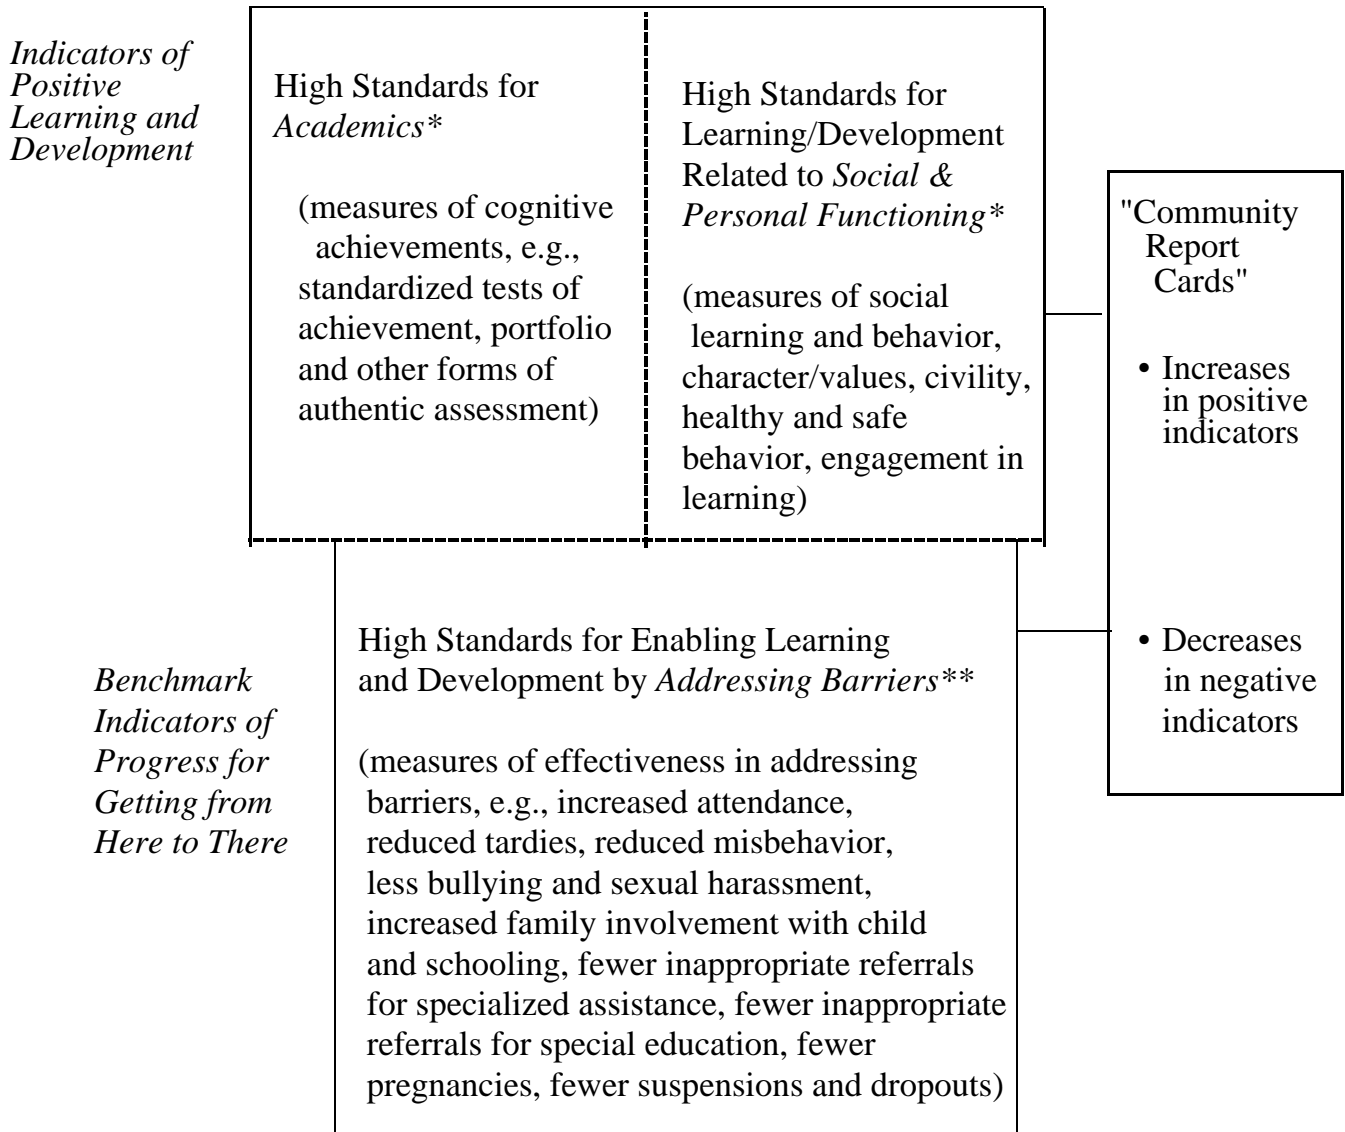 Indicators of
Positive
Learning and
Development
High Standards for
Academics*
(measures of cognitive
achievements, e.g.,
standardized tests of
achievement, portfolio
and other forms of
authentic assessment)
High Standards for
Learning/Development
Related to Social &
Personal Functioning*
(measures of social
learning and behavior,
character/values, civility,
healthy and safe
behavior, engagement in
learning)
"Community
Report
Cards"
• Increases
in positive
indicators
• Decreases
in negative
indicators
Benchmark
Indicators of
Progress for
Getting from
Here to There
High Standards for Enabling Learning
and Development by Addressing Barriers**
(measures of effectiveness in addressing
barriers, e.g., increased attendance,
reduced tardies, reduced misbehavior,
less bullying and sexual harassment,
increased family involvement with child
and schooling, fewer inappropriate referrals
for specialized assistance, fewer inappropriate
referrals for special education, fewer
pregnancies, fewer suspensions and dropouts)